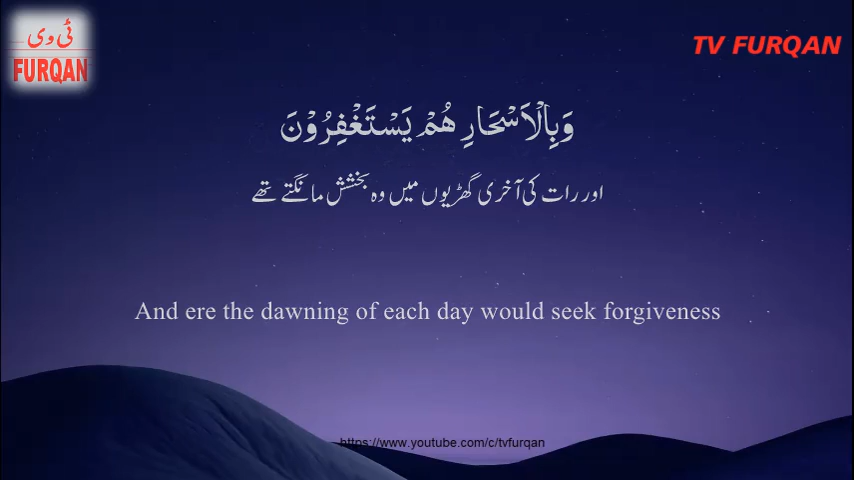 ٹی وی
FURQAN
TV FURQAN
وَبِالْاَسْحَارِ هُمْ يَسْتَغْفِرُوْنَ
اور رات کی آخری گھڑیوں میں وہ بخشش مانگتے تھے
And ere the dawning of each day would seek forgiveness
https://www.youtube.com/c/tvfurqan